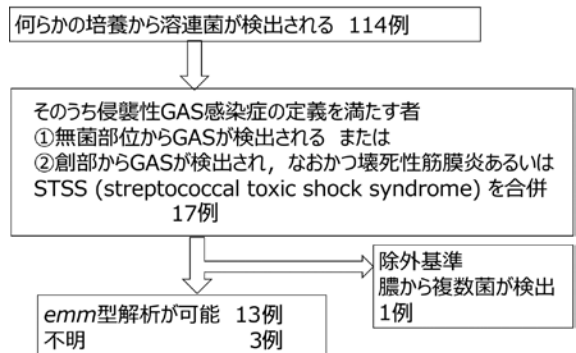 何らかの培養から溶連菌が検出される 114例
そのうち侵襲性GAS感染症の定義を満たす者
①無菌部位からGASが検出される または
②創部からGASが検出され，なおかつ壊死性筋膜炎あるいは
STSS (streptococcal toxic shock syndrome) を合併
17例
除外基準
膿から複数菌が検出
1例
emm型解析が可能 13例
不明 3例